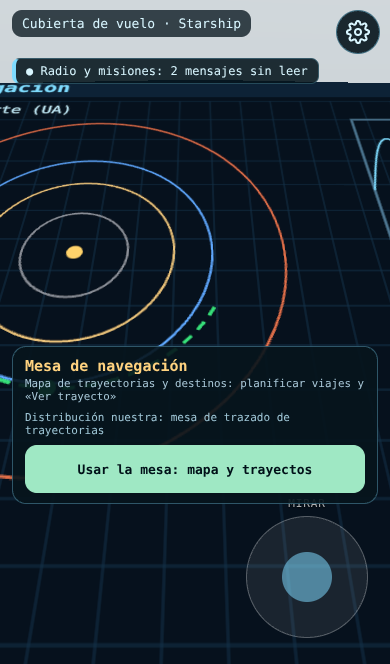 Cubierta de vuelo · Starship
Radio y misiones: 2 mensajes sin leer
gación
te (UA)
Mesa de navegación
Mapa de trayectorias y destinos: planificar viajes y
«Ver trayecto»
Distribución nuestra: mesa de trazado de
trayectorias
Usar la mesa: mapa y trayectos
MIRAR